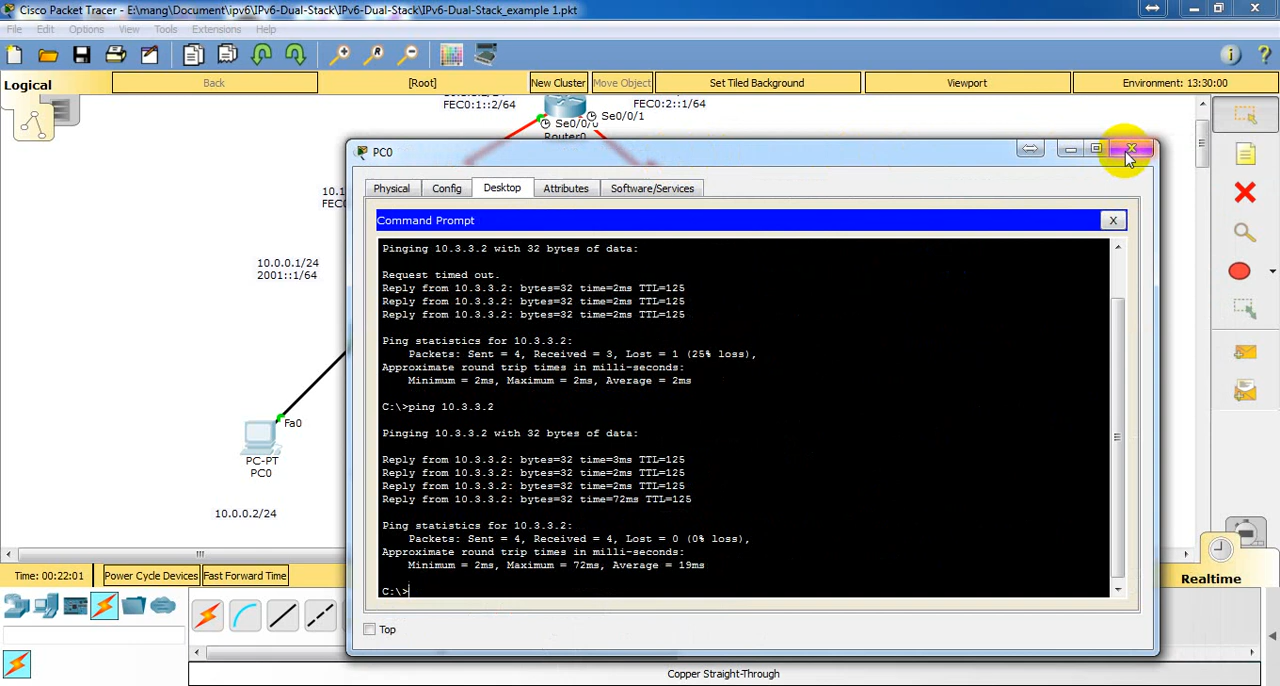 Cisco Packet Tracer - E:\mang\Document\ipv6\IPv6-Dual-Stack\IPv6-Dual-Stack\IPv6-Dual-Stack_example 1.pkt
File Edit Options View Tools Extensions Help
Logical Back [Root] New Cluster Move Object Set Tiled Background Viewport Environment: 13:30:00
FEC0:1::2/64
FEC0:2::1/64
Se0/0/0
Se0/0/1
Router0
PC0
Physical Config Desktop Attributes Software/Services
Command Prompt X
Pinging 10.3.3.2 with 32 bytes of data:
Request timed out.
Reply from 10.3.3.2: bytes=32 time=2ms TTL=125
Reply from 10.3.3.2: bytes=32 time=2ms TTL=125
Reply from 10.3.3.2: bytes=32 time=2ms TTL=125
Ping statistics for 10.3.3.2:
Packets: Sent = 4, Received = 3, Lost = 1 (25% loss),
Approximate round trip times in milli-seconds:
Minimum = 2ms, Maximum = 2ms, Average = 2ms
C:\>ping 10.3.3.2
Pinging 10.3.3.2 with 32 bytes of data:
Reply from 10.3.3.2: bytes=32 time=3ms TTL=125
Reply from 10.3.3.2: bytes=32 time=2ms TTL=125
Reply from 10.3.3.2: bytes=32 time=2ms TTL=125
Reply from 10.3.3.2: bytes=32 time=72ms TTL=125
Ping statistics for 10.3.3.2:
Packets: Sent = 4, Received = 4, Lost = 0 (0% loss),
Approximate round trip times in milli-seconds:
Minimum = 2ms, Maximum = 72ms, Average = 19ms
C:\>
Top
10.1
FEC
10.0.0.1/24
2001::1/64
Fa0
PC-PT
PC0
10.0.0.2/24
Time: 00:22:01 Power Cycle Devices Fast Forward Time Realtime
Copper Straight-Through